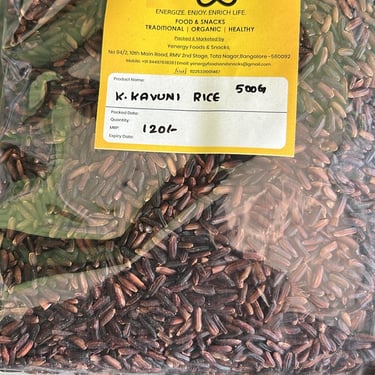 ENERGIZE. ENJOY. ENRICH LIFE.
FOOD & SNACKS
TRADITIONAL | ORGANIC | HEALTHY
Packed & Marketed by
Yenergy Foods & Snacks,
No 94/2, 10th Main Road, RMV 2nd Stage, Tata Nagar, Bangalore -560092
Product Name:
K.KAVUNI RICE 500G
Packed Date:
Quantity:
MRP: 120/-
Expiry Date: